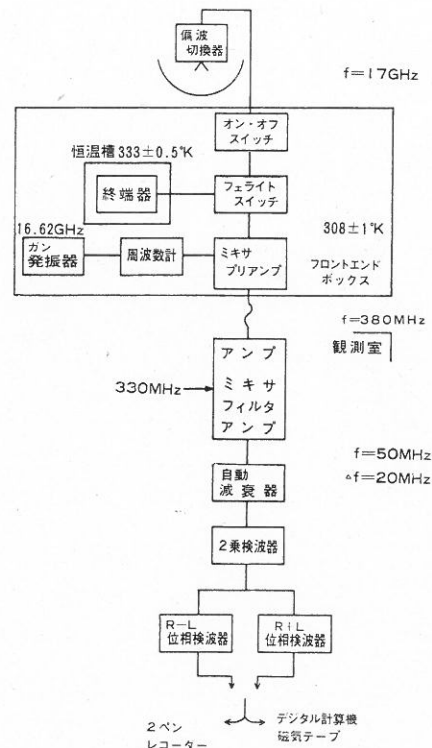 偏波
切換器
f=17GHz
オン・オフ
スイッチ
恒温槽333±0.5°K
終端器
フェライト
スイッチ
16.62GHz
308±1°K
ガン
発振器
周波数計
ミキサ
プリアンプ
フロントエンド
ボックス
f=380MHz
観測室
アンプ
330MHz
ミキサ
フィルタ
アンプ
f=50MHz
自動
減衰器
△f=20MHz
2乗検波器
R-L
位相検波器
R+L
位相検波器
2ペン
レコーター
デジタル計算機
磁気テープ